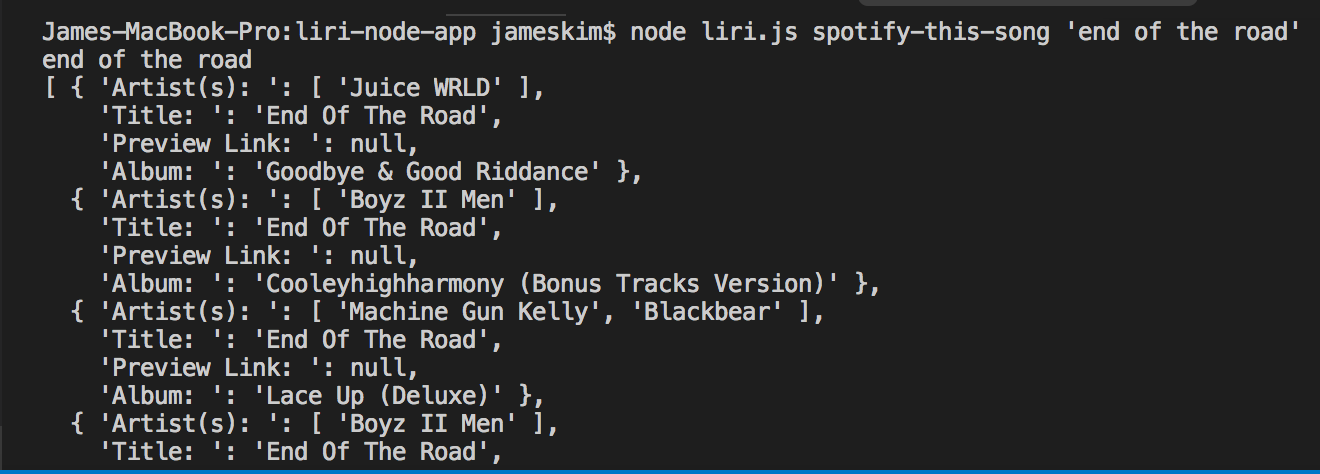 James-MacBook-Pro:liri-node-app jameskim$ node liri.js spotify-this-song 'end of the road'
end of the road
[ { 'Artist(s): ': [ 'Juice WRLD' ],
    'Title: ': 'End Of The Road',
    'Preview Link: ': null,
    'Album: ': 'Goodbye & Good Riddance' },
  { 'Artist(s): ': [ 'Boyz II Men' ],
    'Title: ': 'End Of The Road',
    'Preview Link: ': null,
    'Album: ': 'Cooleyhighharmony (Bonus Tracks Version)' },
  { 'Artist(s): ': [ 'Machine Gun Kelly', 'Blackbear' ],
    'Title: ': 'End Of The Road',
    'Preview Link: ': null,
    'Album: ': 'Lace Up (Deluxe)' },
  { 'Artist(s): ': [ 'Boyz II Men' ],
    'Title: ': 'End Of The Road',